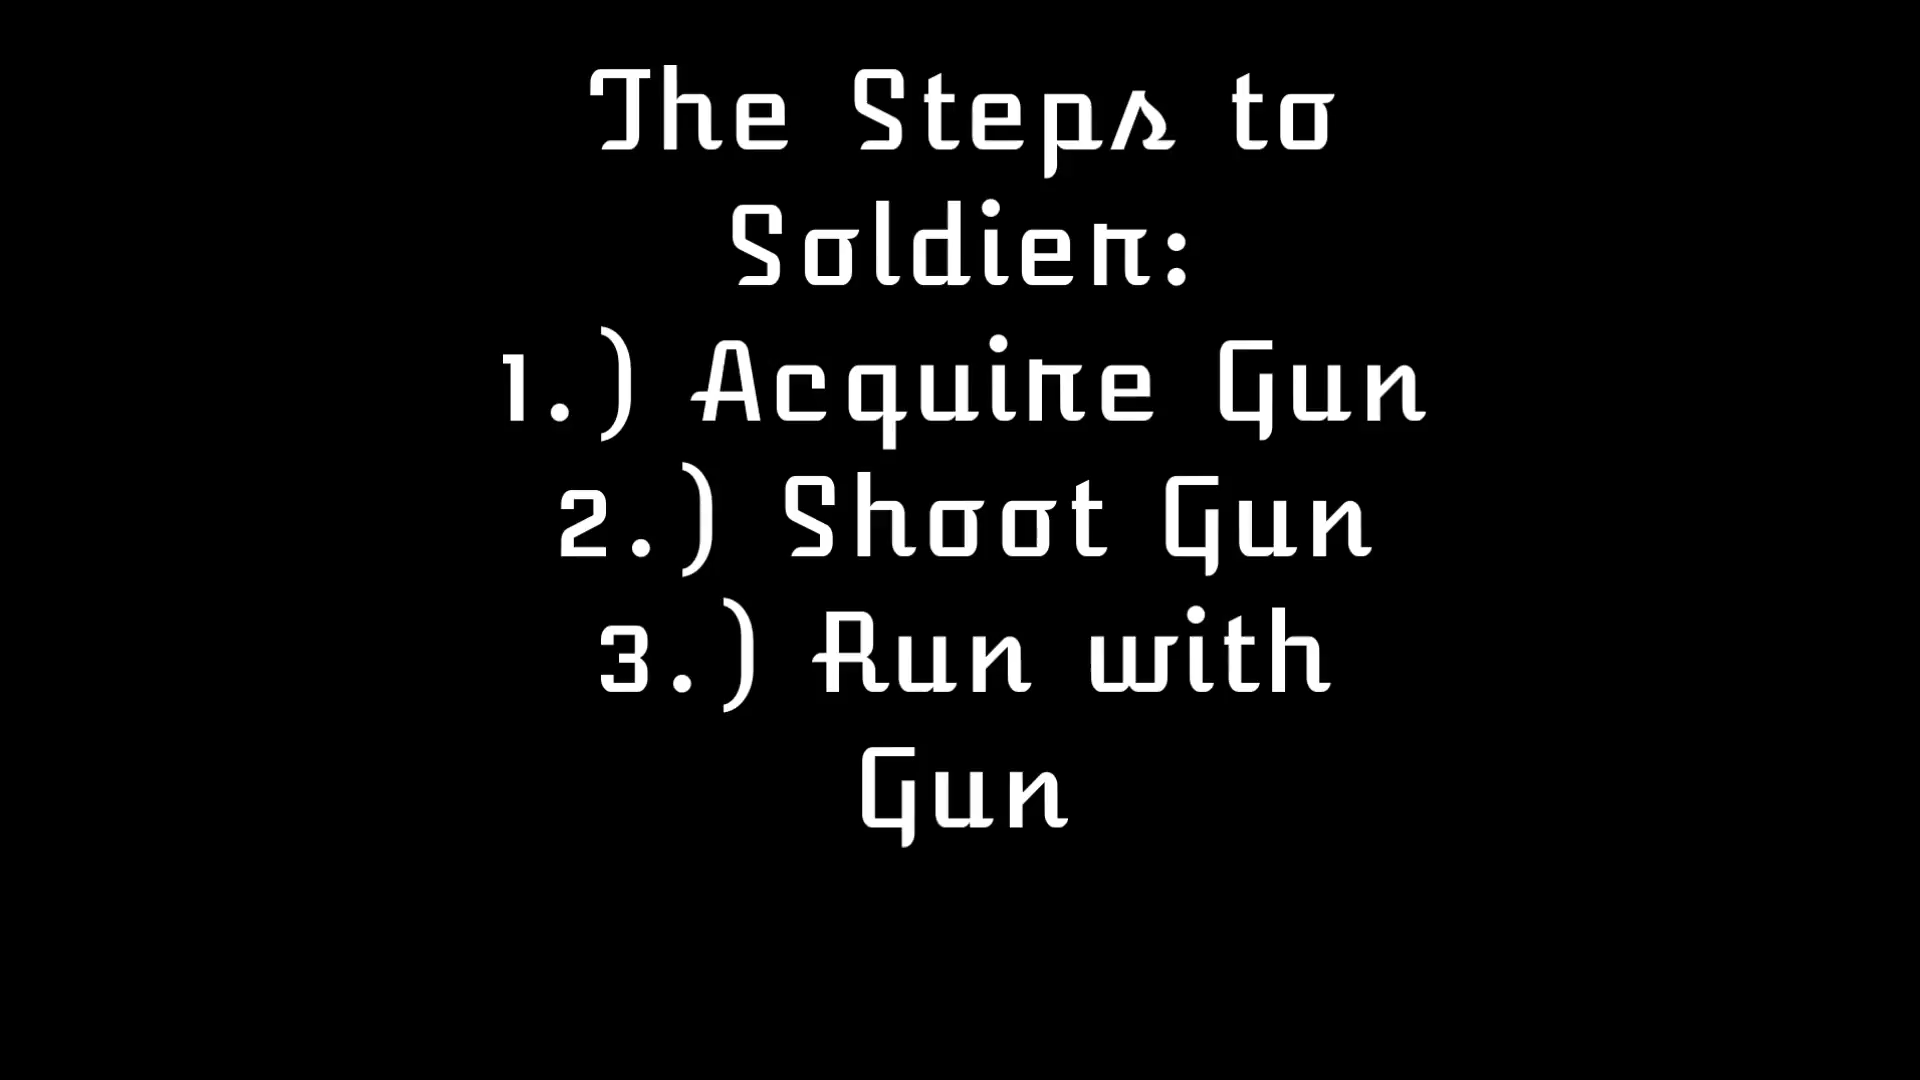 The Steps to
Soldier:
1.) Acquire Gun
2.) Shoot Gun
3.) Run with
Gun